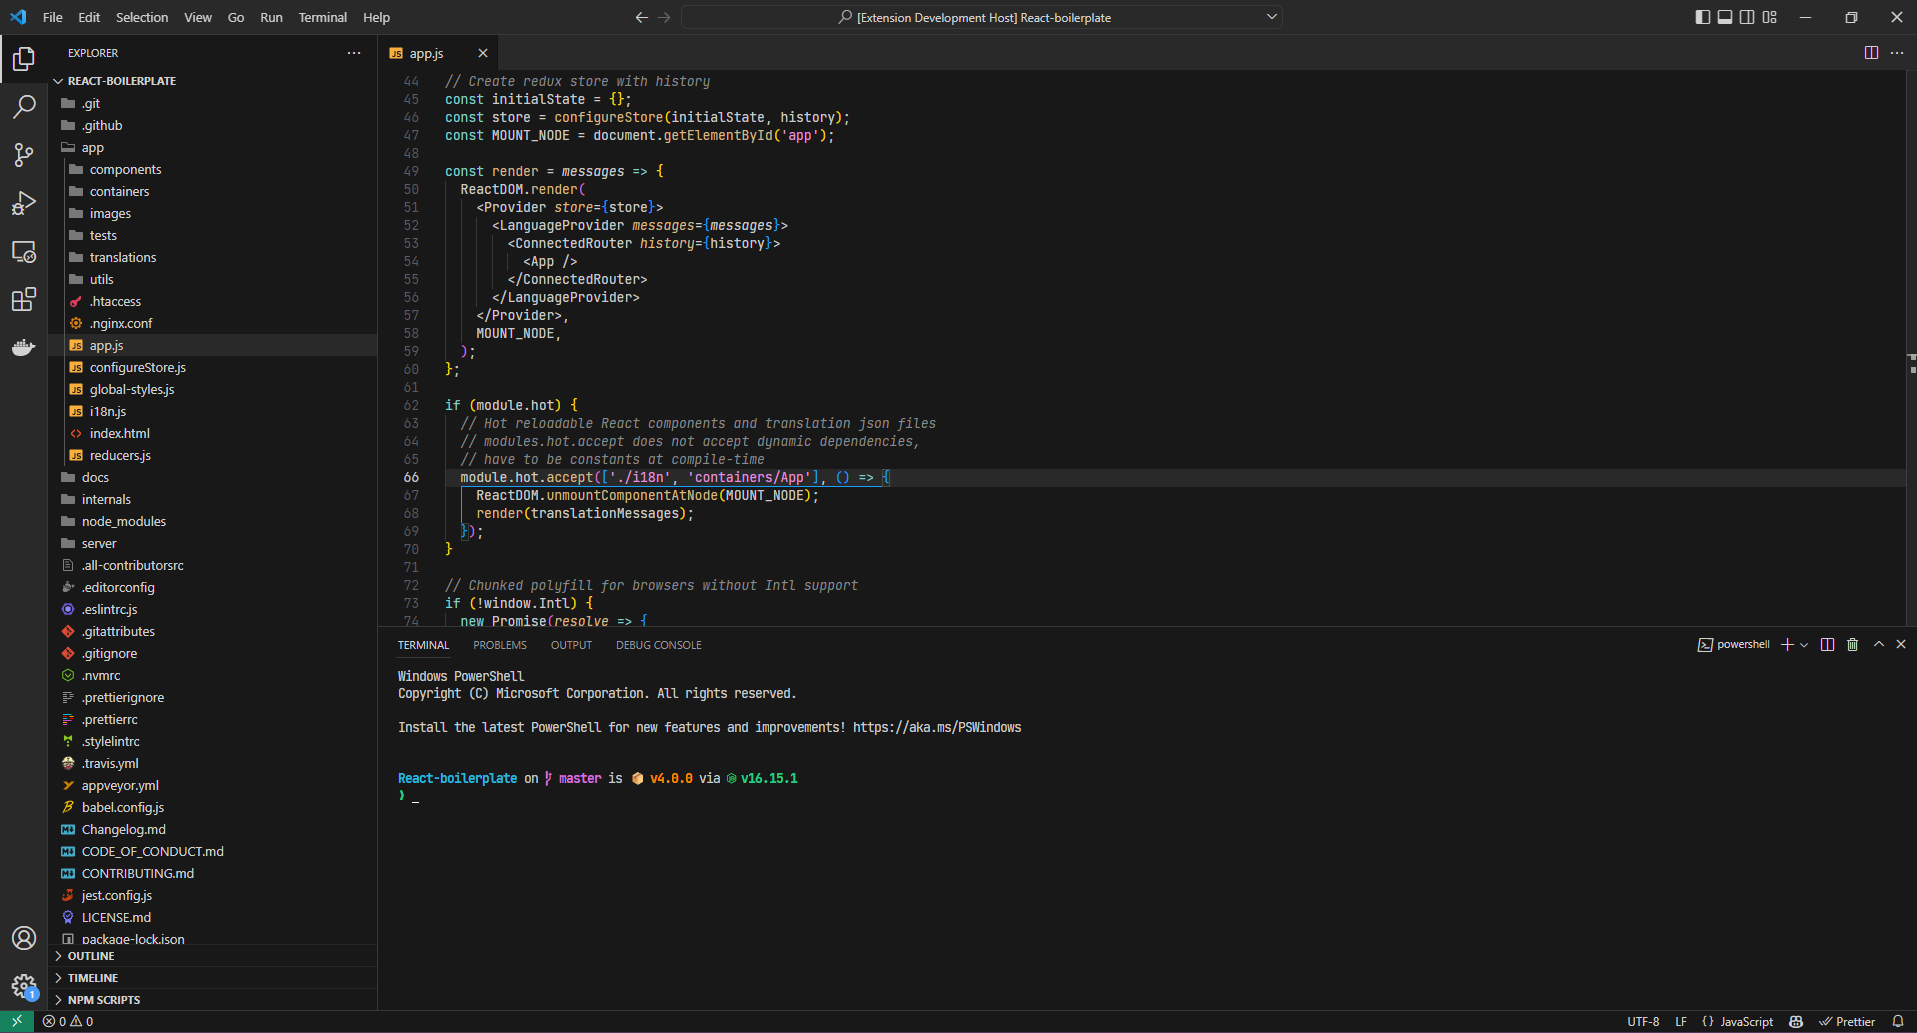 File Edit Selection View Go Run Terminal Help
[Extension Development Host] React-boilerplate
EXPLORER
REACT-BOILERPLATE
.git
.github
app
components
containers
images
tests
translations
utils
.htaccess
.nginx.conf
app.js
configureStore.js
global-styles.js
i18n.js
index.html
reducers.js
docs
internals
node_modules
server
.all-contributorsrc
.editorconfig
.eslintrc.js
.gitattributes
.gitignore
.nvmrc
.prettierignore
.prettierrc
.stylelintrc
.travis.yml
appveyor.yml
babel.config.js
Changelog.md
CODE_OF_CONDUCT.md
CONTRIBUTING.md
jest.config.js
LICENSE.md
package-lock.json
OUTLINE
TIMELINE
NPM SCRIPTS
JS app.js
44 // Create redux store with history
45 const initialState = {};
46 const store = configureStore(initialState, history);
47 const MOUNT_NODE = document.getElementById('app');
48
49 const render = messages => {
50 ReactDOM.render(
51 <Provider store={store}>
52 <LanguageProvider messages={messages}>
53 <ConnectedRouter history={history}>
54 <App />
55 </ConnectedRouter>
56 </LanguageProvider>
57 </Provider>,
58 MOUNT_NODE,
59 );
60 };
61
62 if (module.hot) {
63 // Hot reloadable React components and translation json files
64 // modules.hot.accept does not accept dynamic dependencies,
65 // have to be constants at compile-time
66 module.hot.accept(['./i18n', 'containers/App'], () => {
67 ReactDOM.unmountComponentAtNode(MOUNT_NODE);
68 render(translationMessages);
69 });
70 }
71
72 // Chunked polyfill for browsers without Intl support
73 if (!window.Intl) {
74 new Promise(resolve => {
TERMINAL PROBLEMS OUTPUT DEBUG CONSOLE
powershell
Windows PowerShell
Copyright (C) Microsoft Corporation. All rights reserved.
Install the latest PowerShell for new features and improvements! https://aka.ms/PSWindows
React-boilerplate on master is 📦 v4.0.0 via v16.15.1
❯ _
1
0 0
UTF-8 LF {} JavaScript Prettier